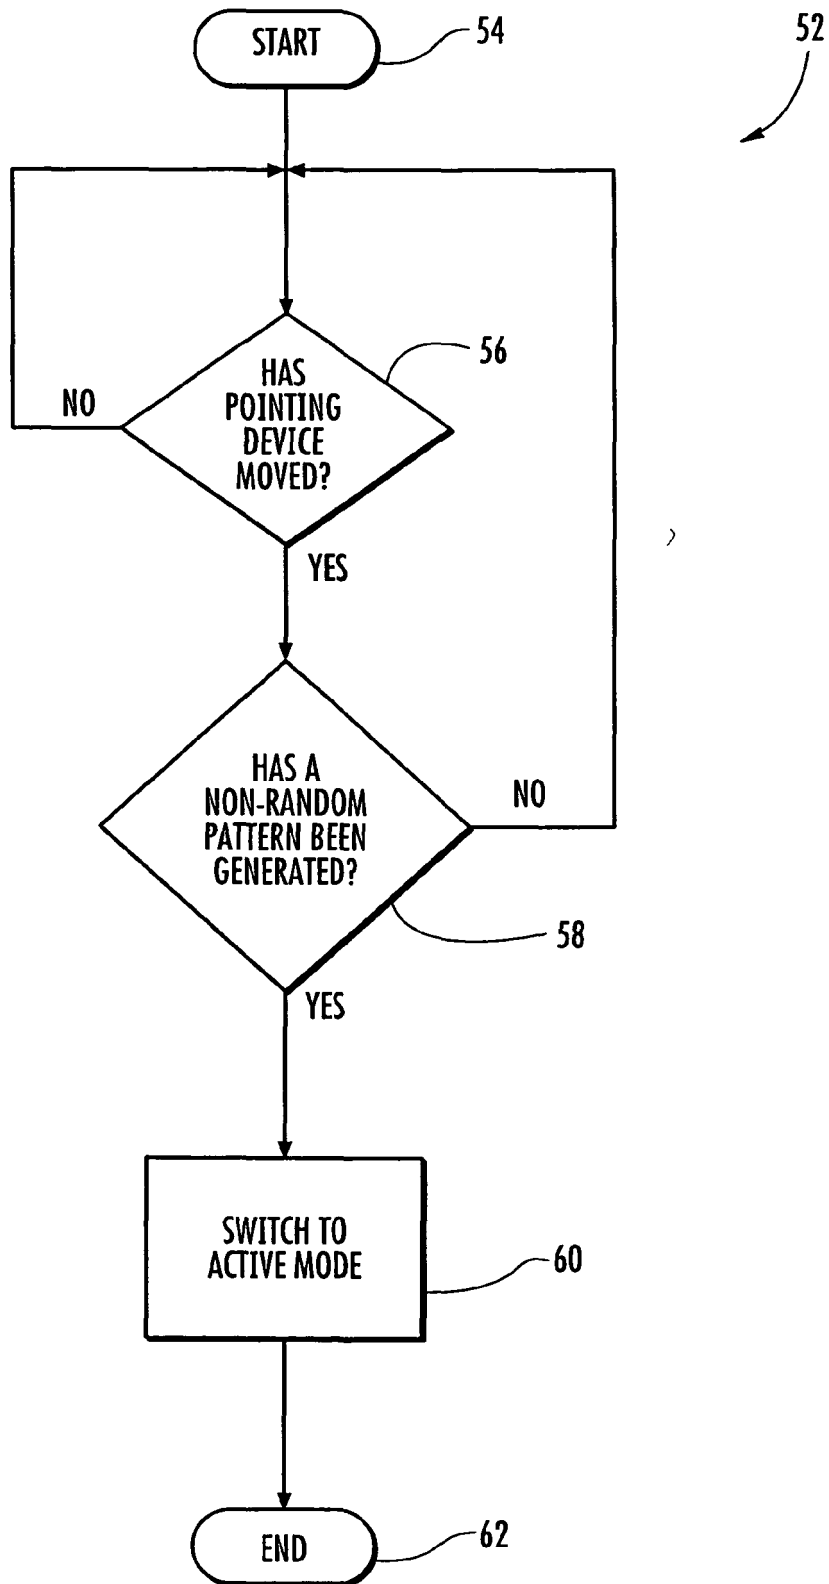 START
54
52
HAS
POINTING
DEVICE
MOVED?
56
NO
YES
HAS A
NON-RANDOM
PATTERN BEEN
GENERATED?
NO
58
YES
SWITCH TO
ACTIVE MODE
60
END
62